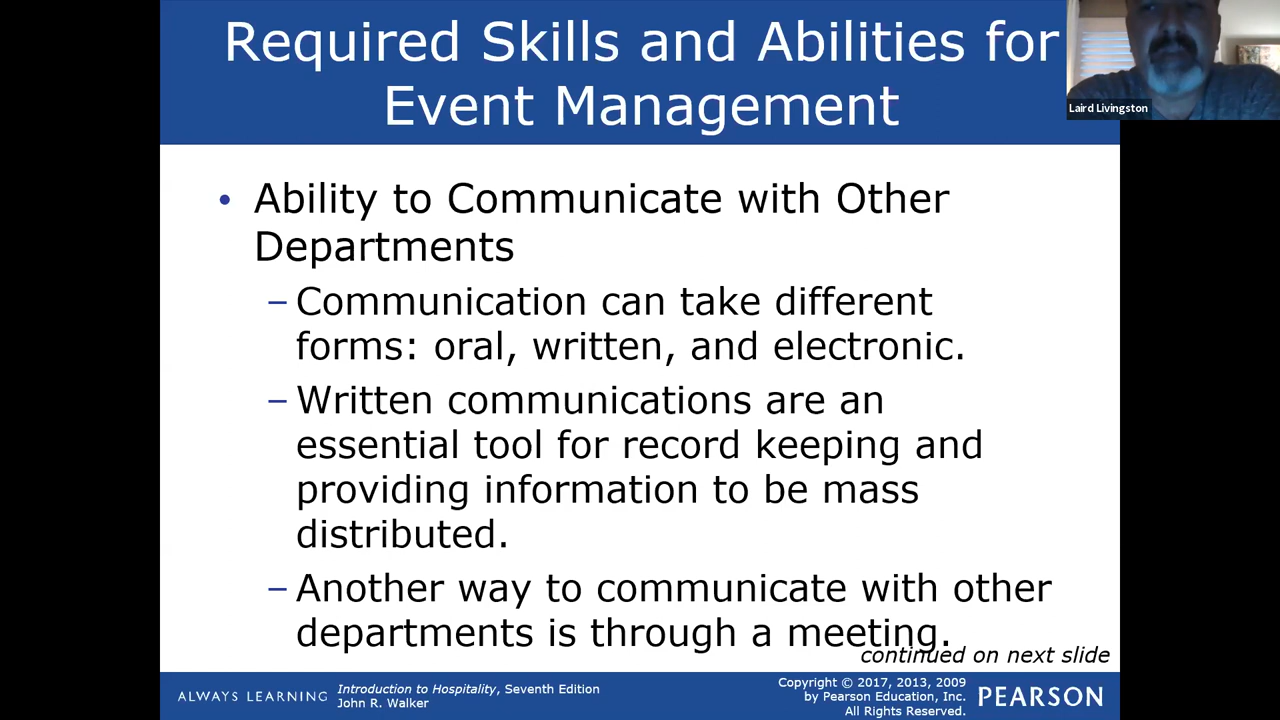 Required Skills and Abilities for
Event Management
Laird Livingston
• Ability to Communicate with Other
Departments
– Communication can take different
forms: oral, written, and electronic.
– Written communications are an
essential tool for record keeping and
providing information to be mass
distributed.
– Another way to communicate with other
departments is through a meeting.
continued on next slide
ALWAYS LEARNING
Introduction to Hospitality, Seventh Edition
John R. Walker
Copyright © 2017, 2013, 2009
by Pearson Education, Inc.
All Rights Reserved.
PEARSON